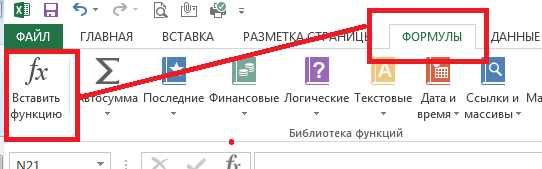 ФАЙЛ ГЛАВНАЯ ВСТАВКА РАЗМЕТКА СТРАНИЦЫ ФОРМУЛЫ ДАННЫЕ
fx Σ ? A
Вставить Автосумма Последние Финансовые Логические Текстовые Дата и Ссылки и
функцию время массивы
Библиотека функций
N21 fx